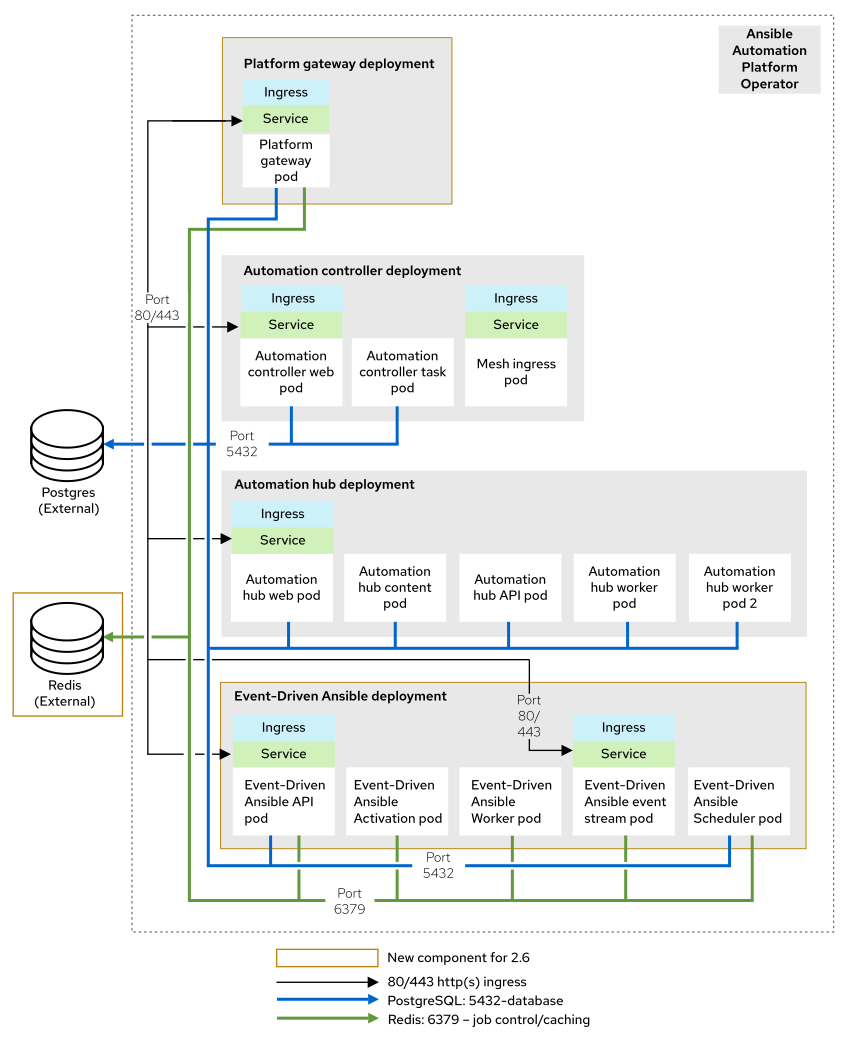 Ansible
Automation
Platform
Operator
Platform gateway deployment
Ingress
Service
Platform
gateway
pod
Automation controller deployment
Ingress
Service
Automation
controller web
pod
Automation
controller task
pod
Ingress
Service
Mesh ingress
pod
Port
80/443
Port
5432
Postgres
(External)
Automation hub deployment
Ingress
Service
Automation
hub web pod
Automation
hub content
pod
Automation
hub API pod
Automation
hub worker
pod
Automation
hub worker
pod 2
Redis
(External)
Event-Driven Ansible deployment
Port
80/
443
Ingress
Service
Event-Driven
Ansible API
pod
Event-Driven
Ansible
Activation pod
Event-Driven
Ansible
Worker pod
Ingress
Service
Event-Driven
Ansible event
stream pod
Event-Driven
Ansible
Scheduler pod
Port
5432
Port
6379
New component for 2.6
80/443 http(s) ingress
PostgreSQL: 5432-database
Redis: 6379 – job control/caching